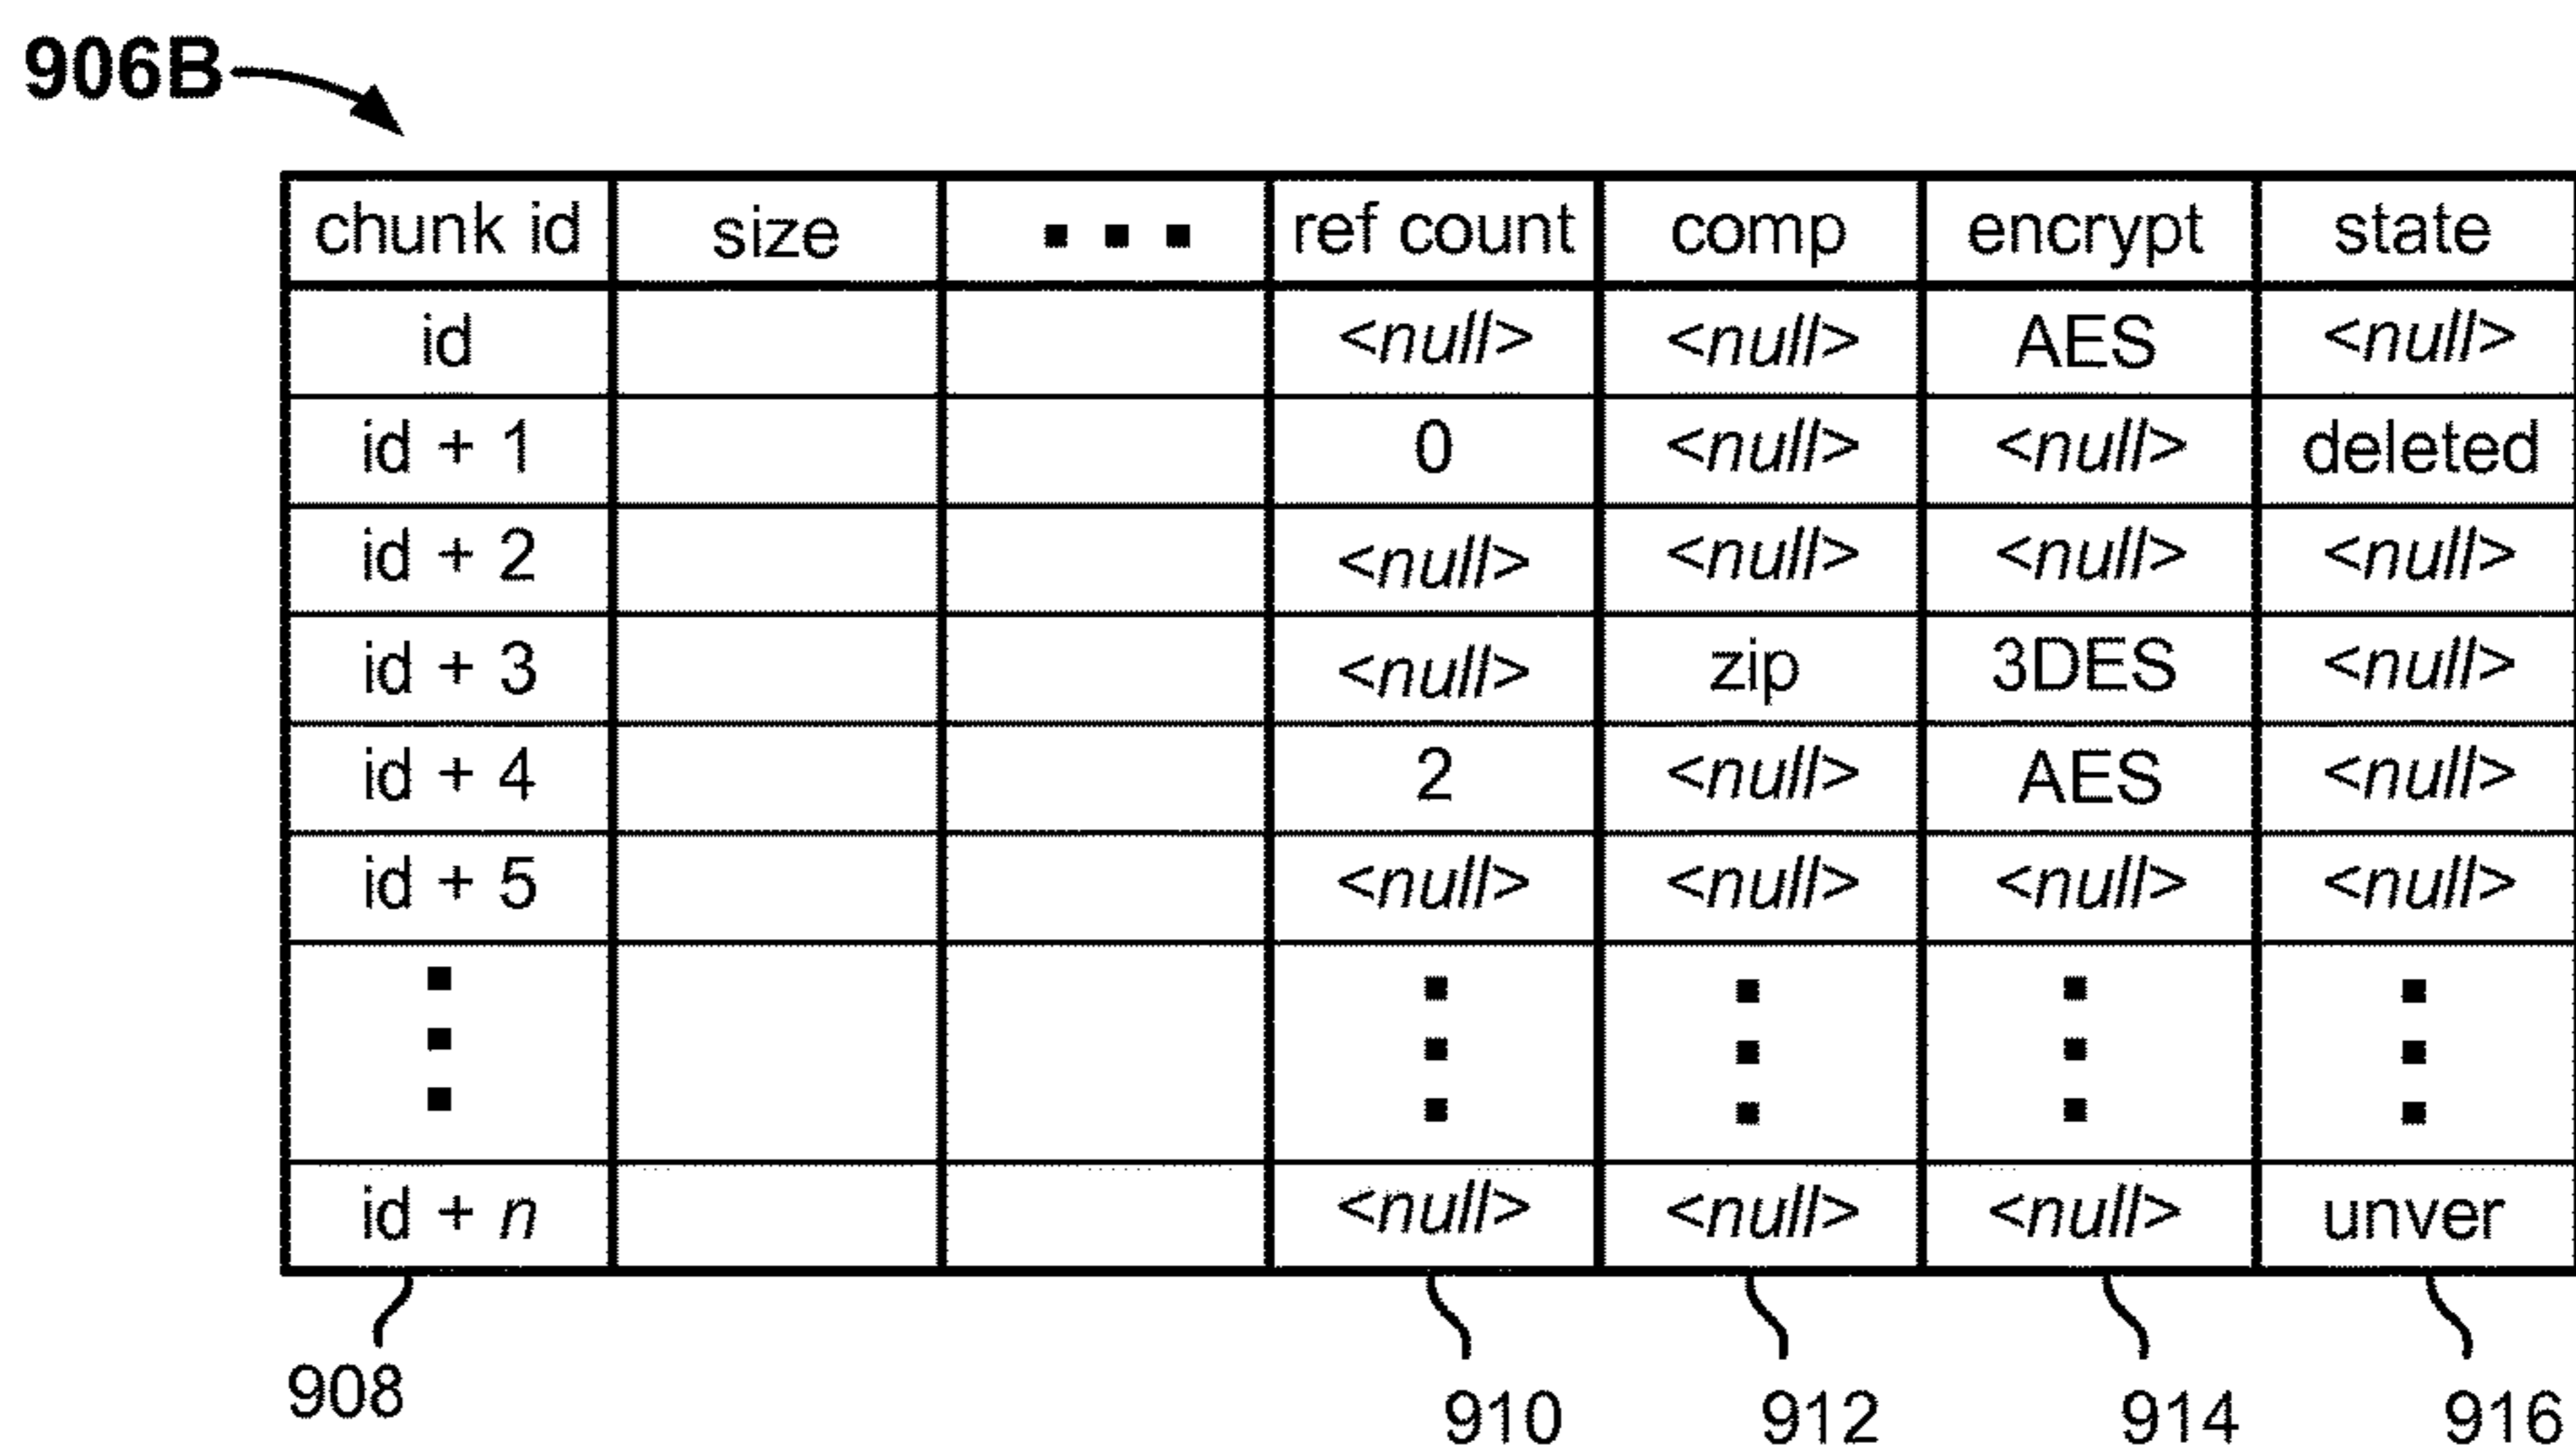 906B
chunk id size ▪ ▪ ▪ ref count comp encrypt state
id <null> <null> AES <null>
id + 1 0 <null> <null> deleted
id + 2 <null> <null> <null> <null>
id + 3 <null> zip 3DES <null>
id + 4 2 <null> AES <null>
id + 5 <null> <null> <null> <null>
id + n <null> <null> <null> unver
908 910 912 914 916